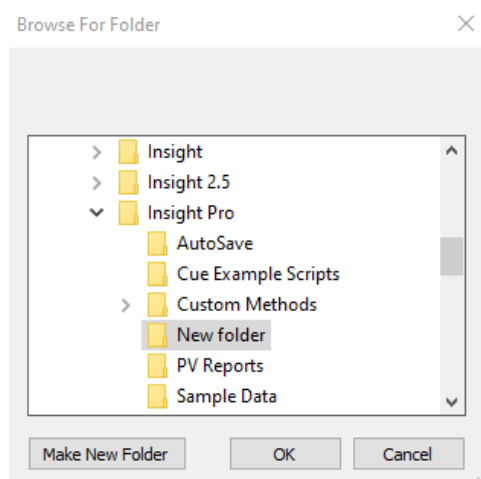 Browse For Folder
Insight
Insight 2.5
Insight Pro
AutoSave
Cue Example Scripts
Custom Methods
New folder
PV Reports
Sample Data
Make New Folder OK Cancel